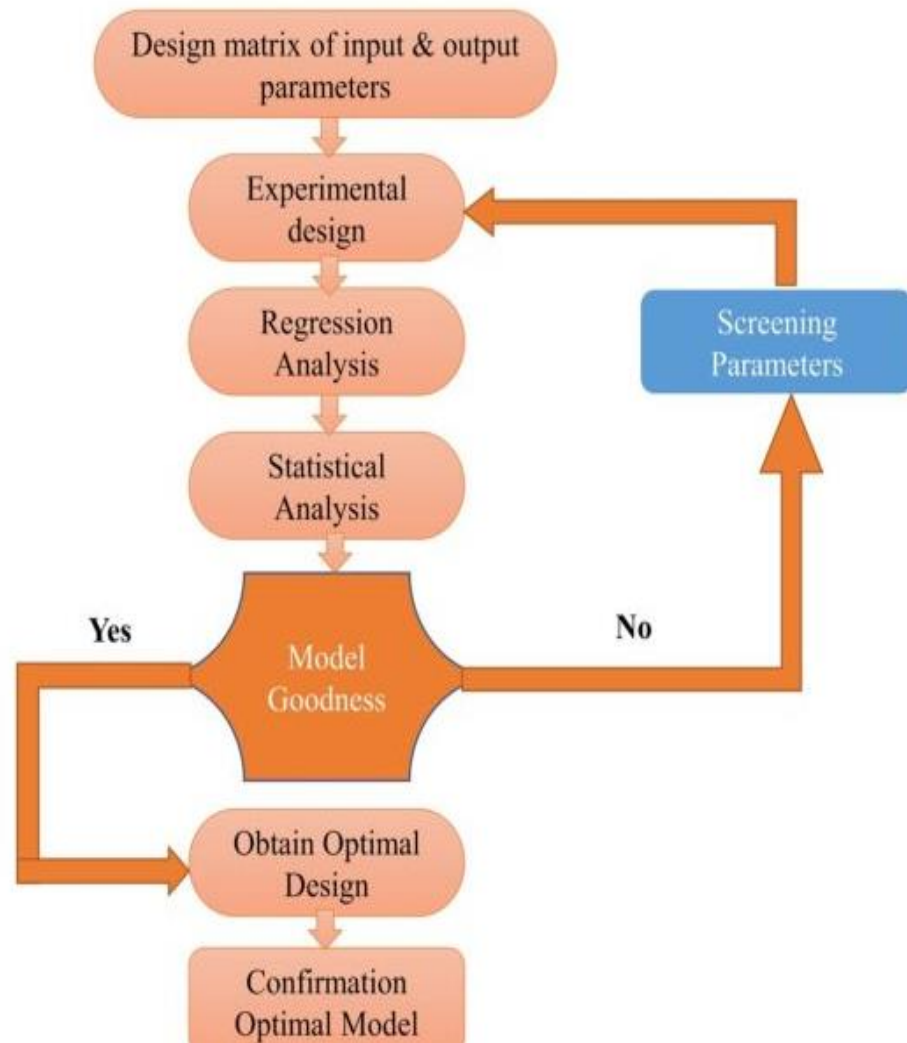 Design matrix of input & output
parameters
Experimental
design
Regression
Analysis
Screening
Parameters
Statistical
Analysis
Yes
No
Model
Goodness
Obtain Optimal
Design
Confirmation
Optimal Model